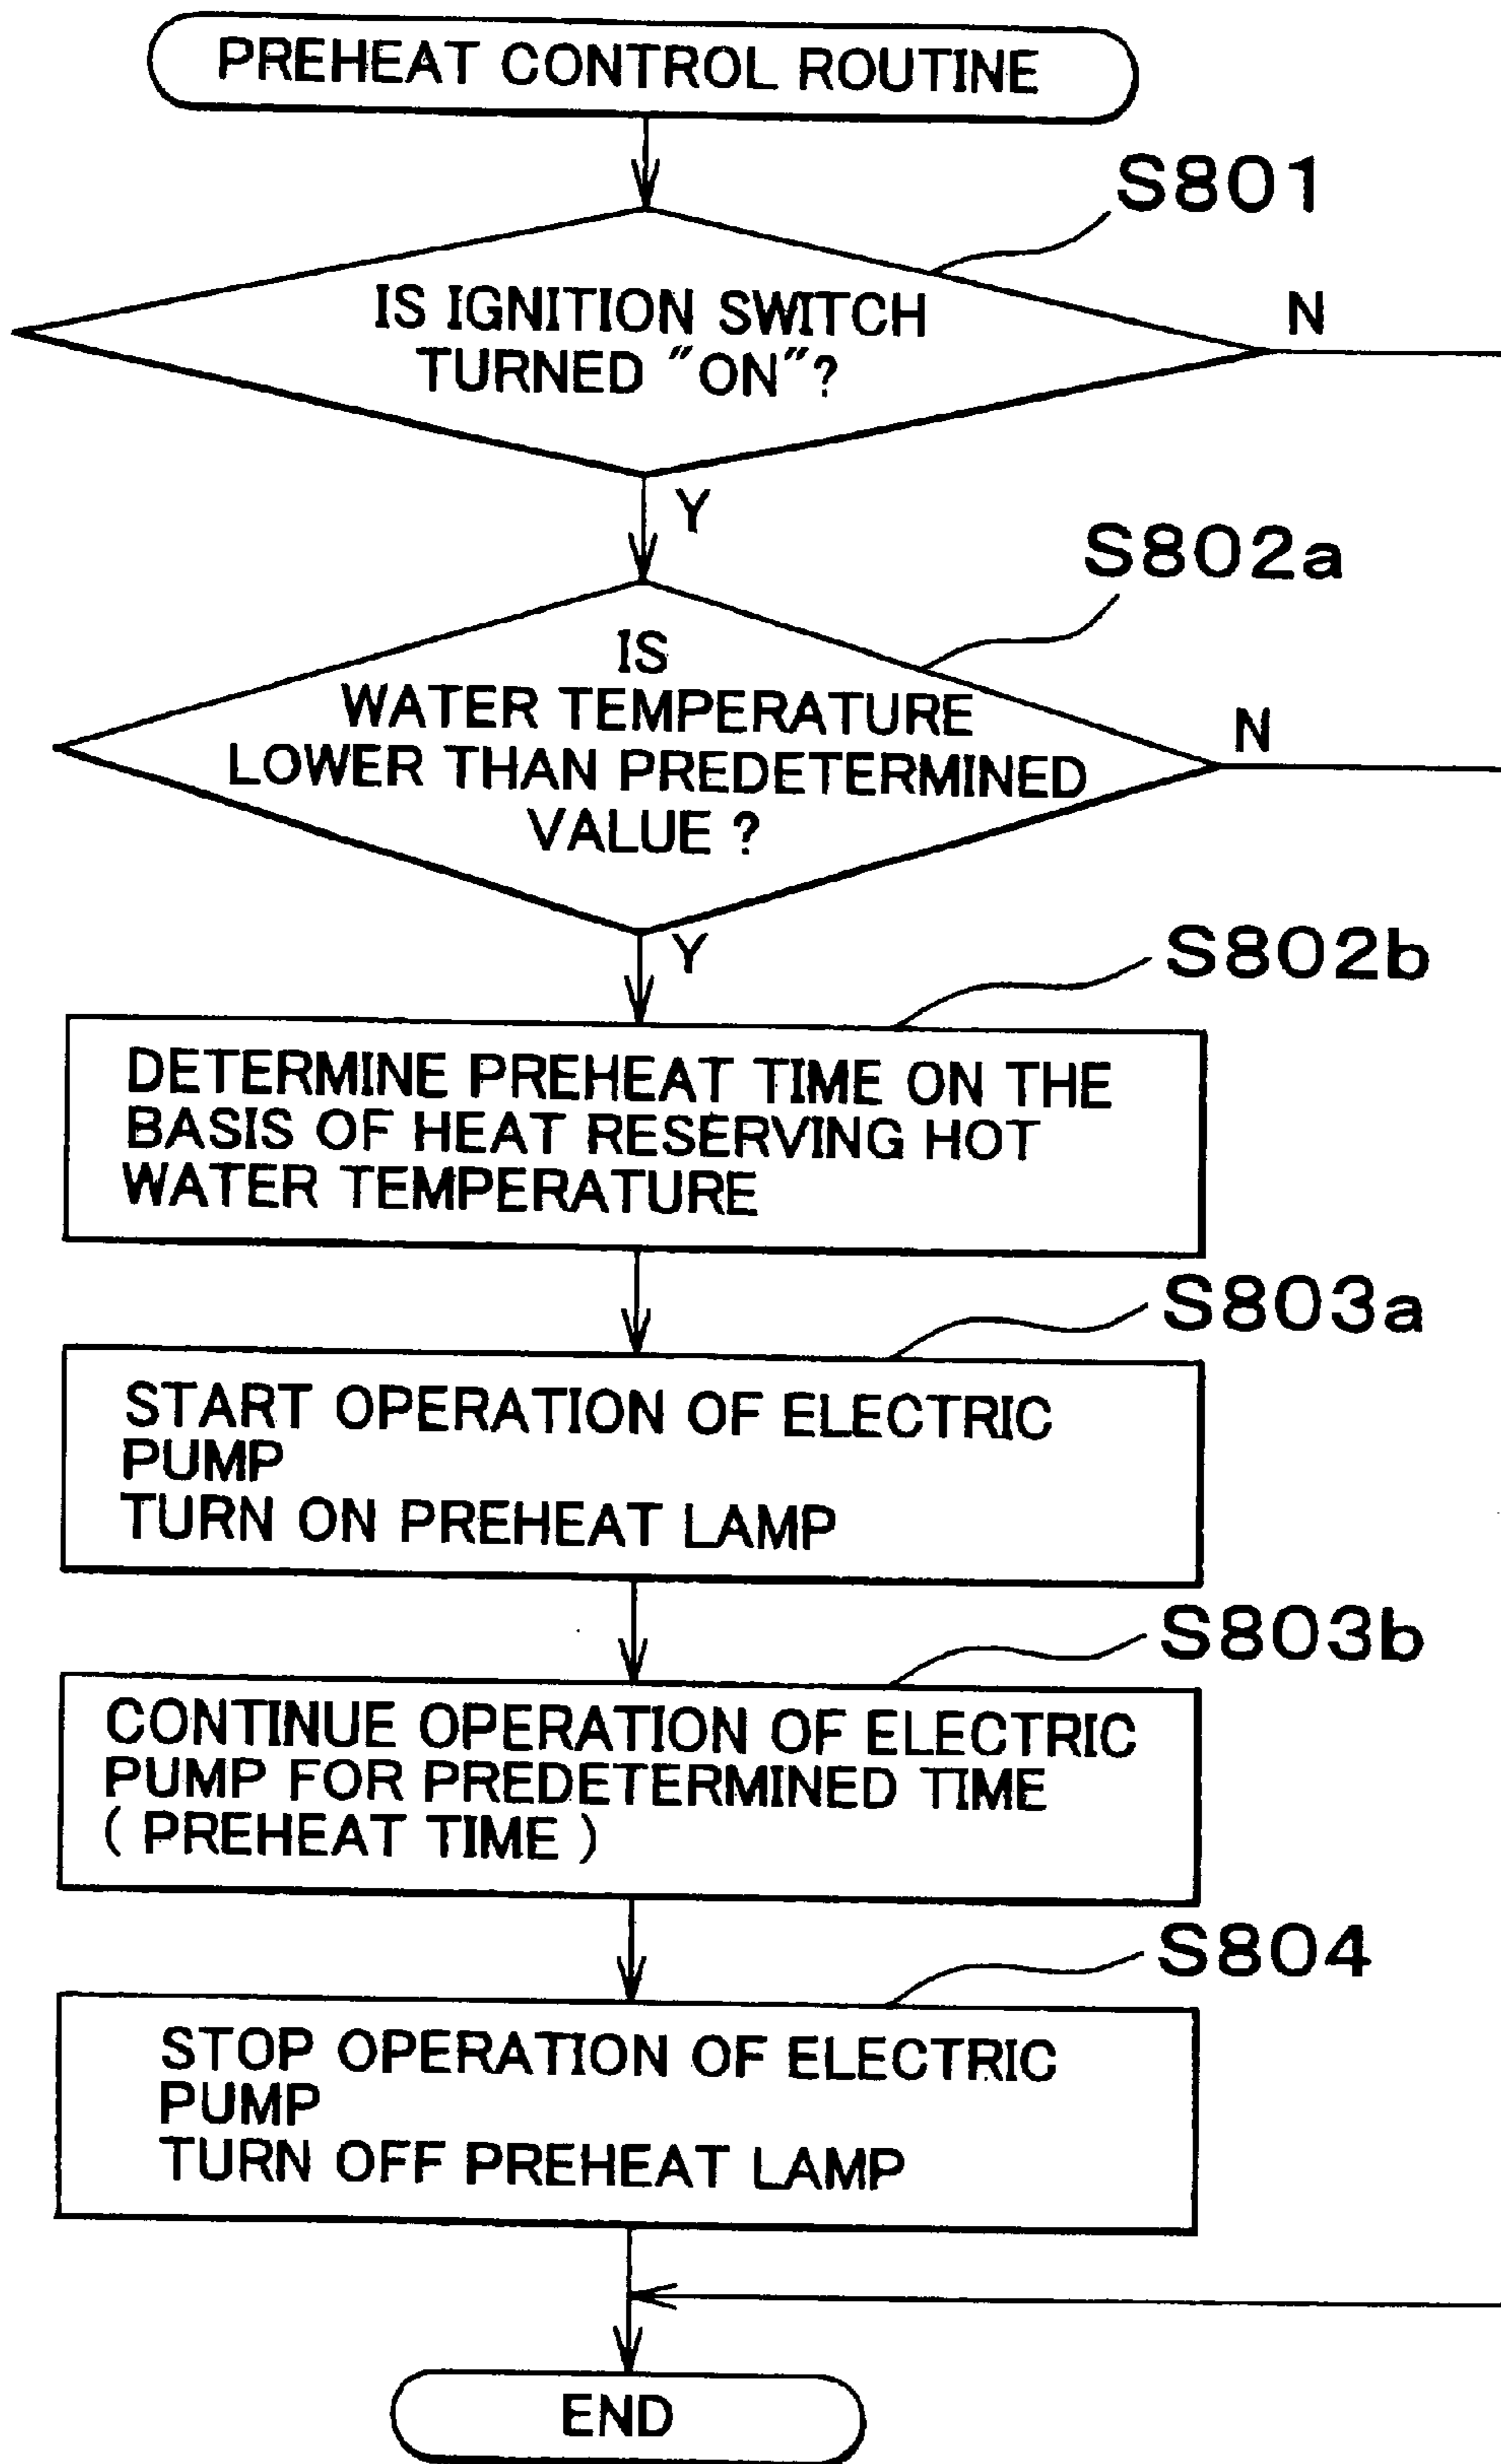 PREHEAT CONTROL ROUTINE
S801
IS IGNITION SWITCH
TURNED "ON"?
N
Y
S802a
IS
WATER TEMPERATURE
LOWER THAN PREDETERMINED
VALUE ?
N
Y
S802b
DETERMINE PREHEAT TIME ON THE
BASIS OF HEAT RESERVING HOT
WATER TEMPERATURE
S803a
START OPERATION OF ELECTRIC
PUMP
TURN ON PREHEAT LAMP
S803b
CONTINUE OPERATION OF ELECTRIC
PUMP FOR PREDETERMINED TIME
( PREHEAT TIME )
S804
STOP OPERATION OF ELECTRIC
PUMP
TURN OFF PREHEAT LAMP
END